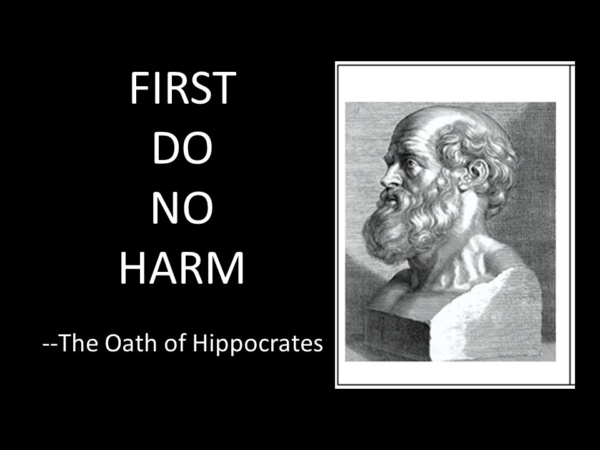 FIRST
DO
NO
HARM
--The Oath of Hippocrates